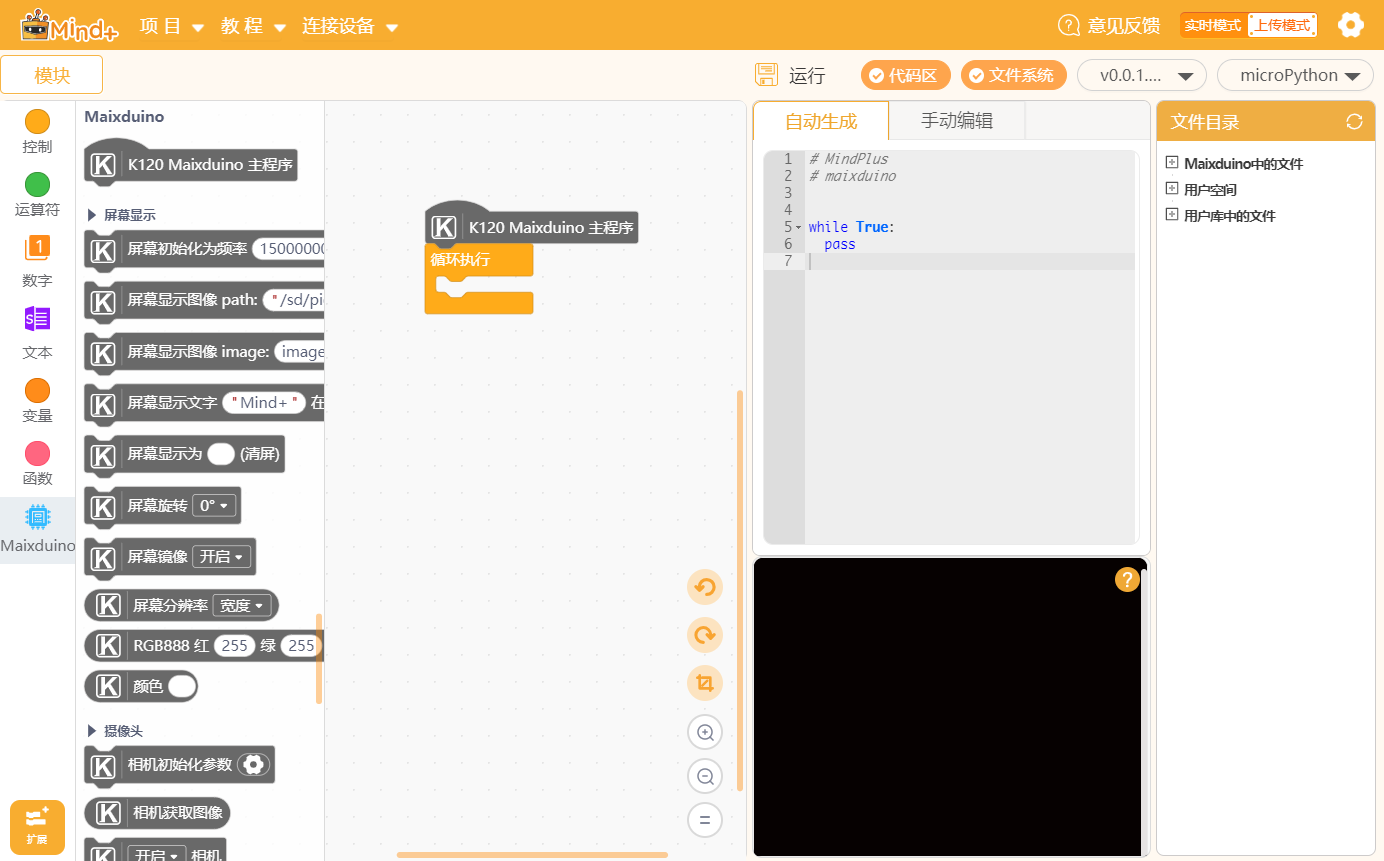 Mind+ 项目 教程 连接设备 意见反馈 实时模式 上传模式
模块 运行 代码区 文件系统 v0.0.1.... microPython
控制
运算符
1
数字
S
文本
变量
函数
Maixduino
扩展
Maixduino
K K120 Maixduino 主程序
屏幕显示
K 屏幕初始化为频率 15000000
K 屏幕显示图像 path: "/sd/pi
K 屏幕显示图像 image: image
K 屏幕显示文字 "Mind+" 在
K 屏幕显示为 (清屏)
K 屏幕旋转 0°
K 屏幕镜像 开启
K 屏幕分辨率 宽度
K RGB888 红 255 绿 255
K 颜色
摄像头
K 相机初始化参数
K 相机获取图像
K 开启 相机
K K120 Maixduino 主程序
循环执行
自动生成 手动编辑
1 # MindPlus
2 # maixduino
3
4
5 while True:
6 pass
7
?
文件目录
Maixduino中的文件
用户空间
用户库中的文件